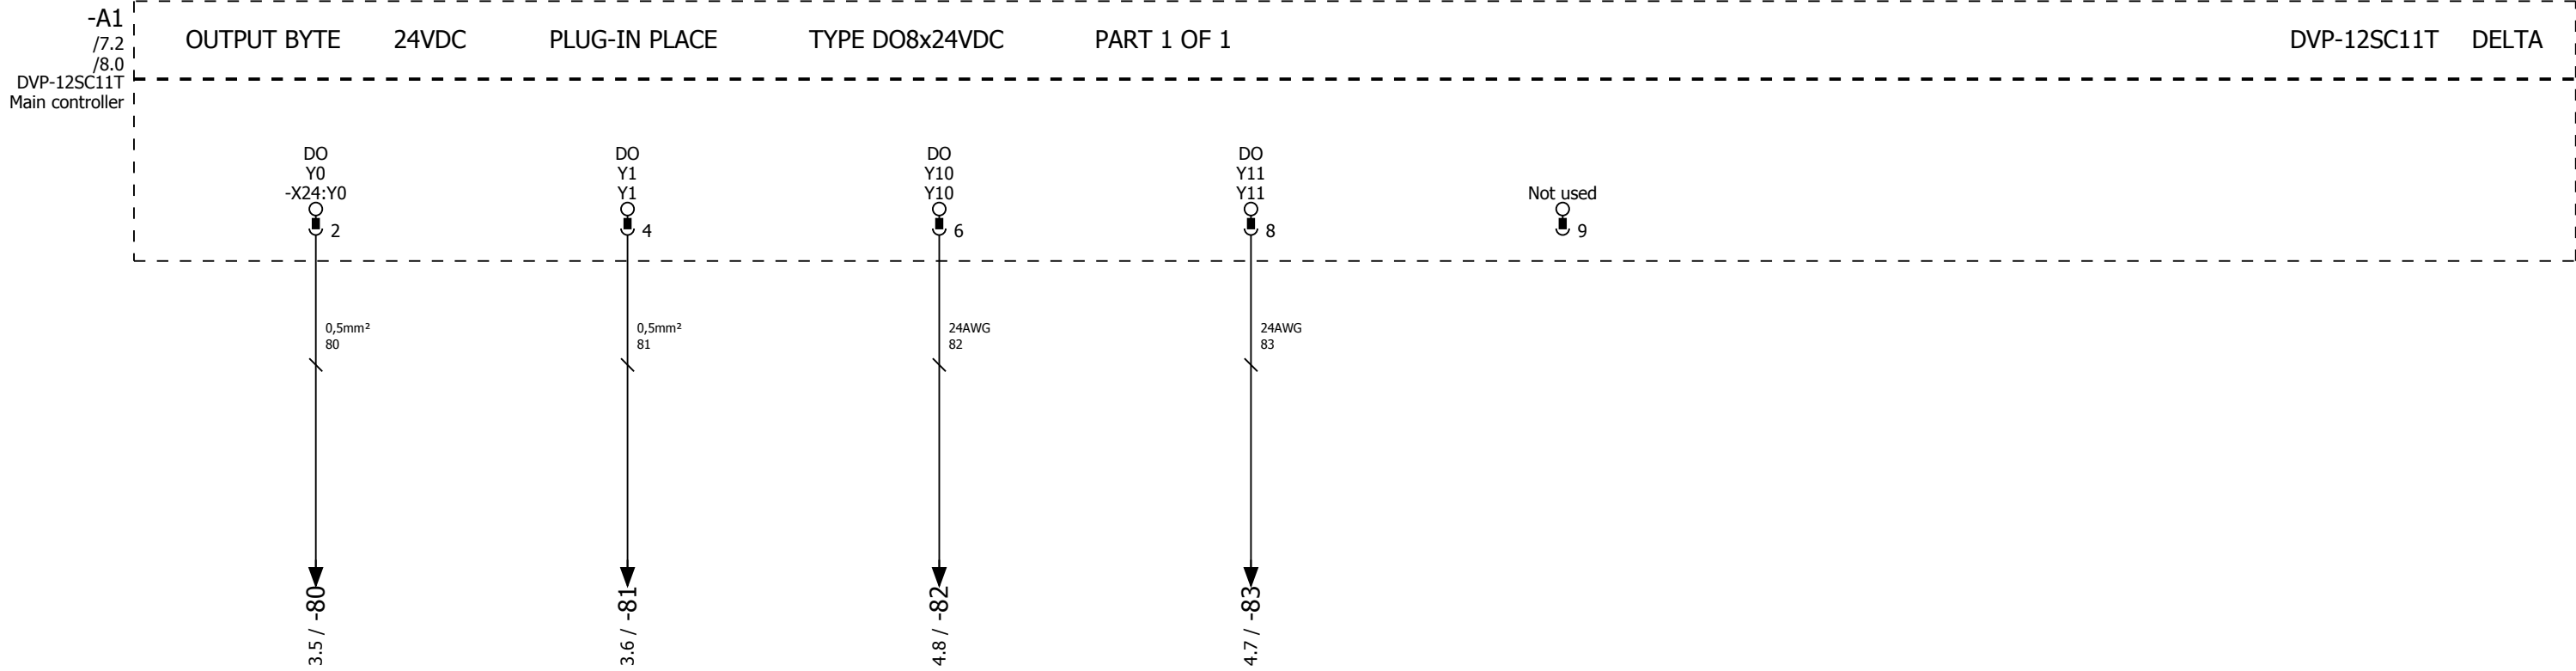 -A1
/7.2
/8.0
DVP-12SC11T
Main controller
OUTPUT BYTE 24VDC PLUG-IN PLACE TYPE DO8x24VDC PART 1 OF 1 DVP-12SC11T DELTA
DO
Y0
-X24:Y0
2
DO
Y1
Y1
4
DO
Y10
Y10
6
DO
Y11
Y11
8
Not used
9
0,5mm²
80
0,5mm²
81
24AWG
82
24AWG
83
3.5 / -80
3.6 / -81
4.8 / -82
4.7 / -83